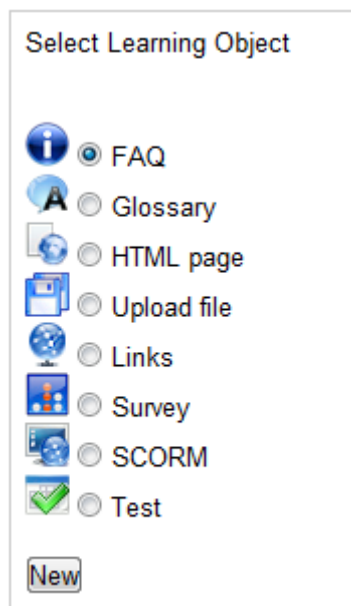 Select Learning Object
FAQ
Glossary
HTML page
Upload file
Links
Survey
SCORM
Test
New